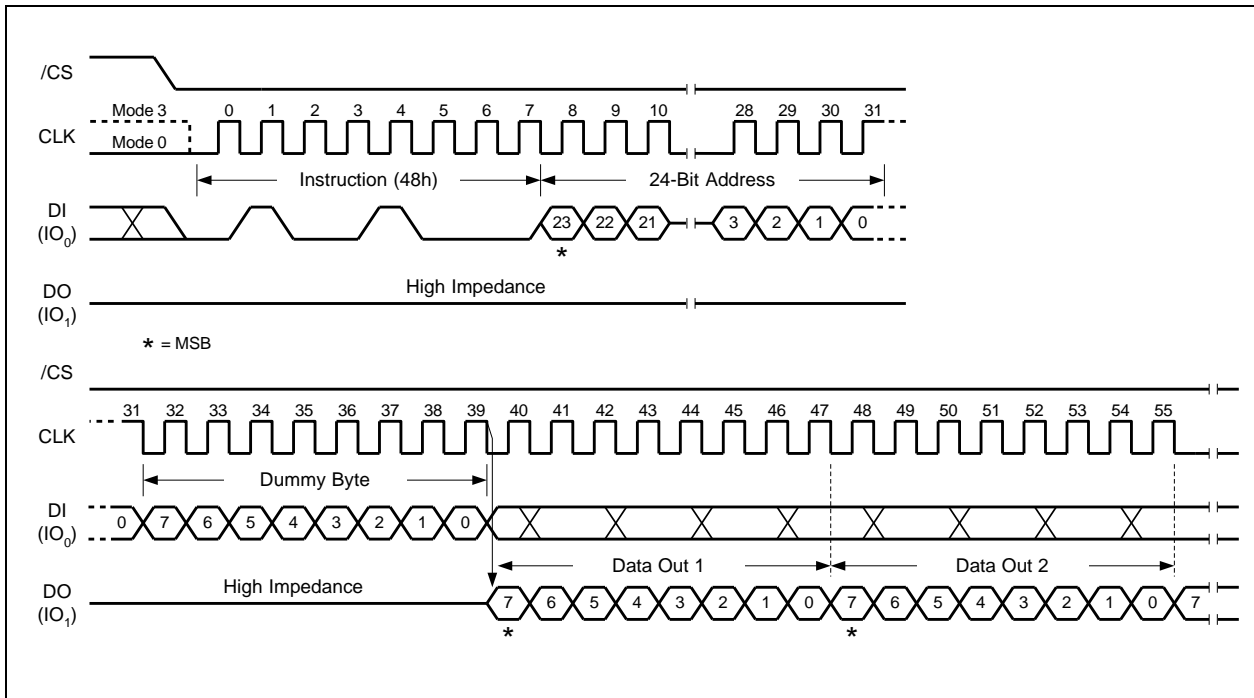 /CS
Mode 3 0 1 2 3 4 5 6 7 8 9 10 28 29 30 31
CLK Mode 0
Instruction (48h) 24-Bit Address
DI
(IO0) 23 22 21 3 2 1 0
*
DO High Impedance
(IO1)
* = MSB
/CS
31 32 33 34 35 36 37 38 39 40 41 42 43 44 45 46 47 48 49 50 51 52 53 54 55
CLK
Dummy Byte
DI
(IO0) 0 7 6 5 4 3 2 1 0
Data Out 1 Data Out 2
DO High Impedance
(IO1) 7 6 5 4 3 2 1 0 7 6 5 4 3 2 1 0 7
* *